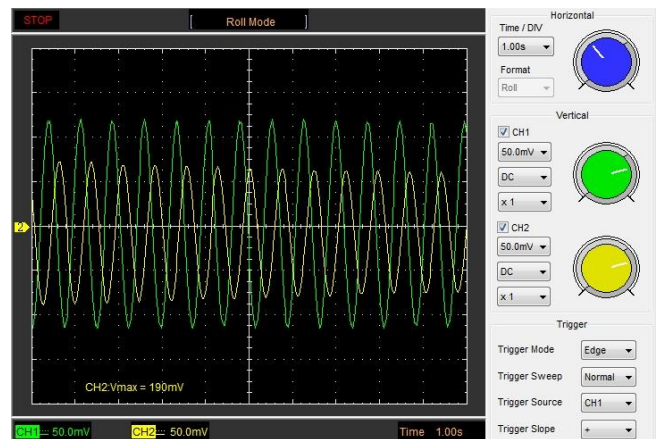 STOP
[ Roll Mode ]
2
CH2:Vmax = 190mV
CH1 50.0mV CH2 50.0mV Time 1.00s
Horizontal
Time / DIV
1.00s
Format
Roll
Vertical
CH1
50.0mV
DC
x 1
CH2
50.0mV
DC
x 1
Trigger
Trigger Mode Edge
Trigger Sweep Normal
Trigger Source CH1
Trigger Slope +